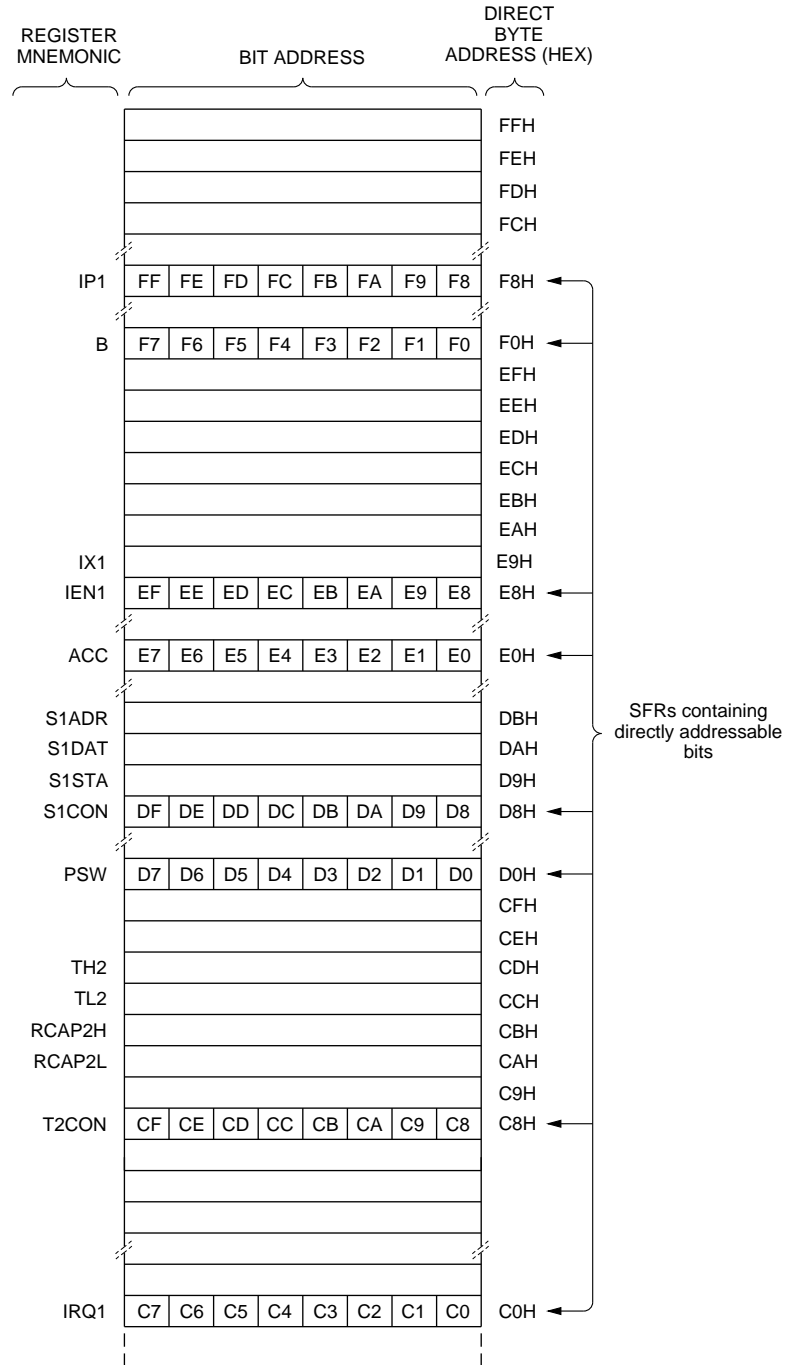 REGISTER
MNEMONIC
BIT ADDRESS
DIRECT
BYTE
ADDRESS (HEX)
FFH
FEH
FDH
FCH
IP1 FF FE FD FC FB FA F9 F8 F8H
B F7 F6 F5 F4 F3 F2 F1 F0 F0H
EFH
EEH
EDH
ECH
EBH
EAH
IX1 E9H
IEN1 EF EE ED EC EB EA E9 E8 E8H
ACC E7 E6 E5 E4 E3 E2 E1 E0 E0H
S1ADR DBH
S1DAT DAH
S1STA D9H
S1CON DF DE DD DC DB DA D9 D8 D8H
SFRs containing
directly addressable
bits
PSW D7 D6 D5 D4 D3 D2 D1 D0 D0H
CFH
CEH
TH2 CDH
TL2 CCH
RCAP2H CBH
RCAP2L CAH
C9H
T2CON CF CE CD CC CB CA C9 C8 C8H
IRQ1 C7 C6 C5 C4 C3 C2 C1 C0 C0H